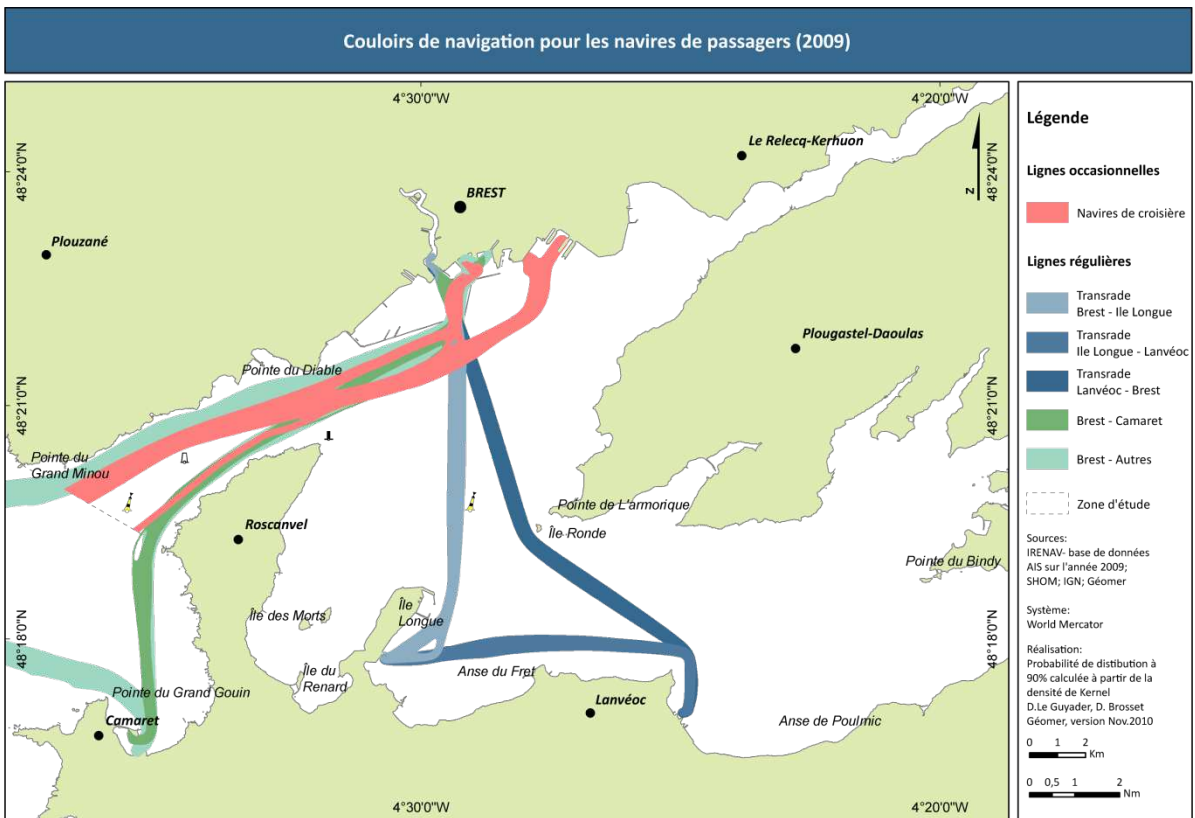 Couloirs de navigation pour les navires de passagers (2009)
4°30'0"W
4°20'0"W
48°24'0"N
48°24'0"N
Le Relecq-Kerhuon
BREST
Plouzané
N
Plougastel-Daoulas
Pointe du Diable
48°21'0"N
48°21'0"N
Pointe du
Grand Minou
Pointe de L'armorique
Roscanvel
Île Ronde
Pointe du Bindy
Île des Morts
Île
Longue
48°18'0"N
48°18'0"N
Île du
Renard
Anse du Fret
Pointe du Grand Gouin
Lanvéoc
Camaret
Anse de Poulmic
4°30'0"W
4°20'0"W
Légende
Lignes occasionnelles
Navires de croisière
Lignes régulières
Transrade
Brest - Ile Longue
Transrade
Ile Longue - Lanvéoc
Transrade
Lanvéoc - Brest
Brest - Camaret
Brest - Autres
Zone d'étude
Sources:
IRENAV- base de données
AIS sur l'année 2009;
SHOM; IGN; Géomer
Système:
World Mercator
Réalisation:
Probabilité de distribution à
90% calculée à partir de la
densité de Kernel
D.Le Guyader, D. Brosset
Géomer, version Nov.2010
0 1 2
Km
0 0,5 1 2
Nm